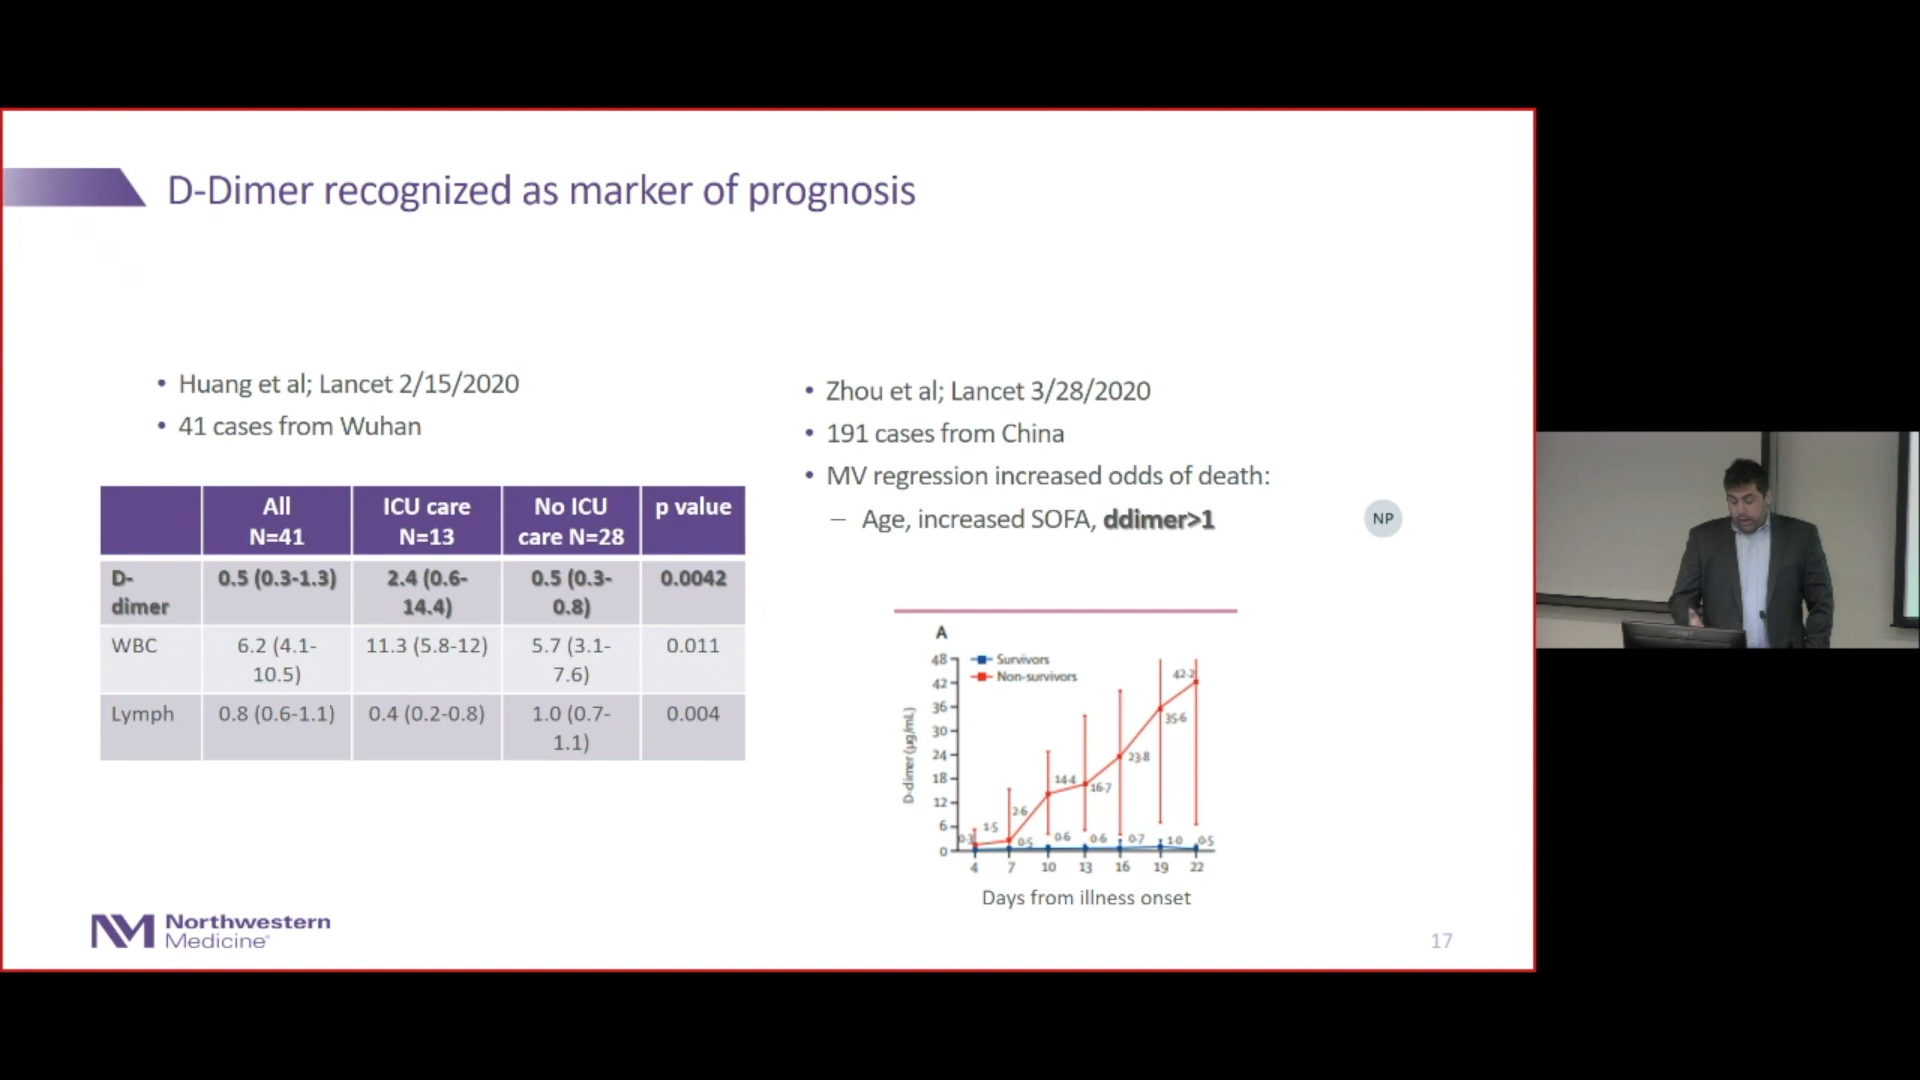 D-Dimer recognized as marker of prognosis
• Huang et al; Lancet 2/15/2020
• 41 cases from Wuhan
All
N=41
ICU care
N=13
No ICU
care N=28
p value
D-
dimer
0.5 (0.3-1.3)
2.4 (0.6-
14.4)
0.5 (0.3-
0.8)
0.0042
WBC
6.2 (4.1-
10.5)
11.3 (5.8-12)
5.7 (3.1-
7.6)
0.011
Lymph
0.8 (0.6-1.1)
0.4 (0.2-0.8)
1.0 (0.7-
1.1)
0.004
• Zhou et al; Lancet 3/28/2020
• 191 cases from China
• MV regression increased odds of death:
– Age, increased SOFA, ddimer>1
NP
A
Survivors
Non-survivors
D-dimer (μg/mL)
48
42
36
30
24
18
12
6
0
1·5
2·6
14·4
16·7
23·8
35·6
42·2
0·3
0·5
0·6
0·6
0·7
1·0
0·5
4 7 10 13 16 19 22
Days from illness onset
Northwestern
Medicine®
17